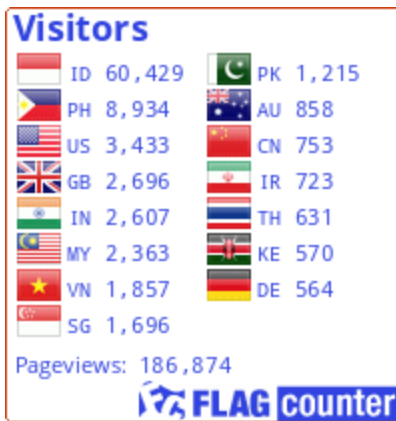 Visitors
ID 60,429
PH 8,934
US 3,433
GB 2,696
IN 2,607
MY 2,363
VN 1,857
SG 1,696
PK 1,215
AU 858
CN 753
IR 723
TH 631
KE 570
DE 564
Pageviews: 186,874
FLAG counter